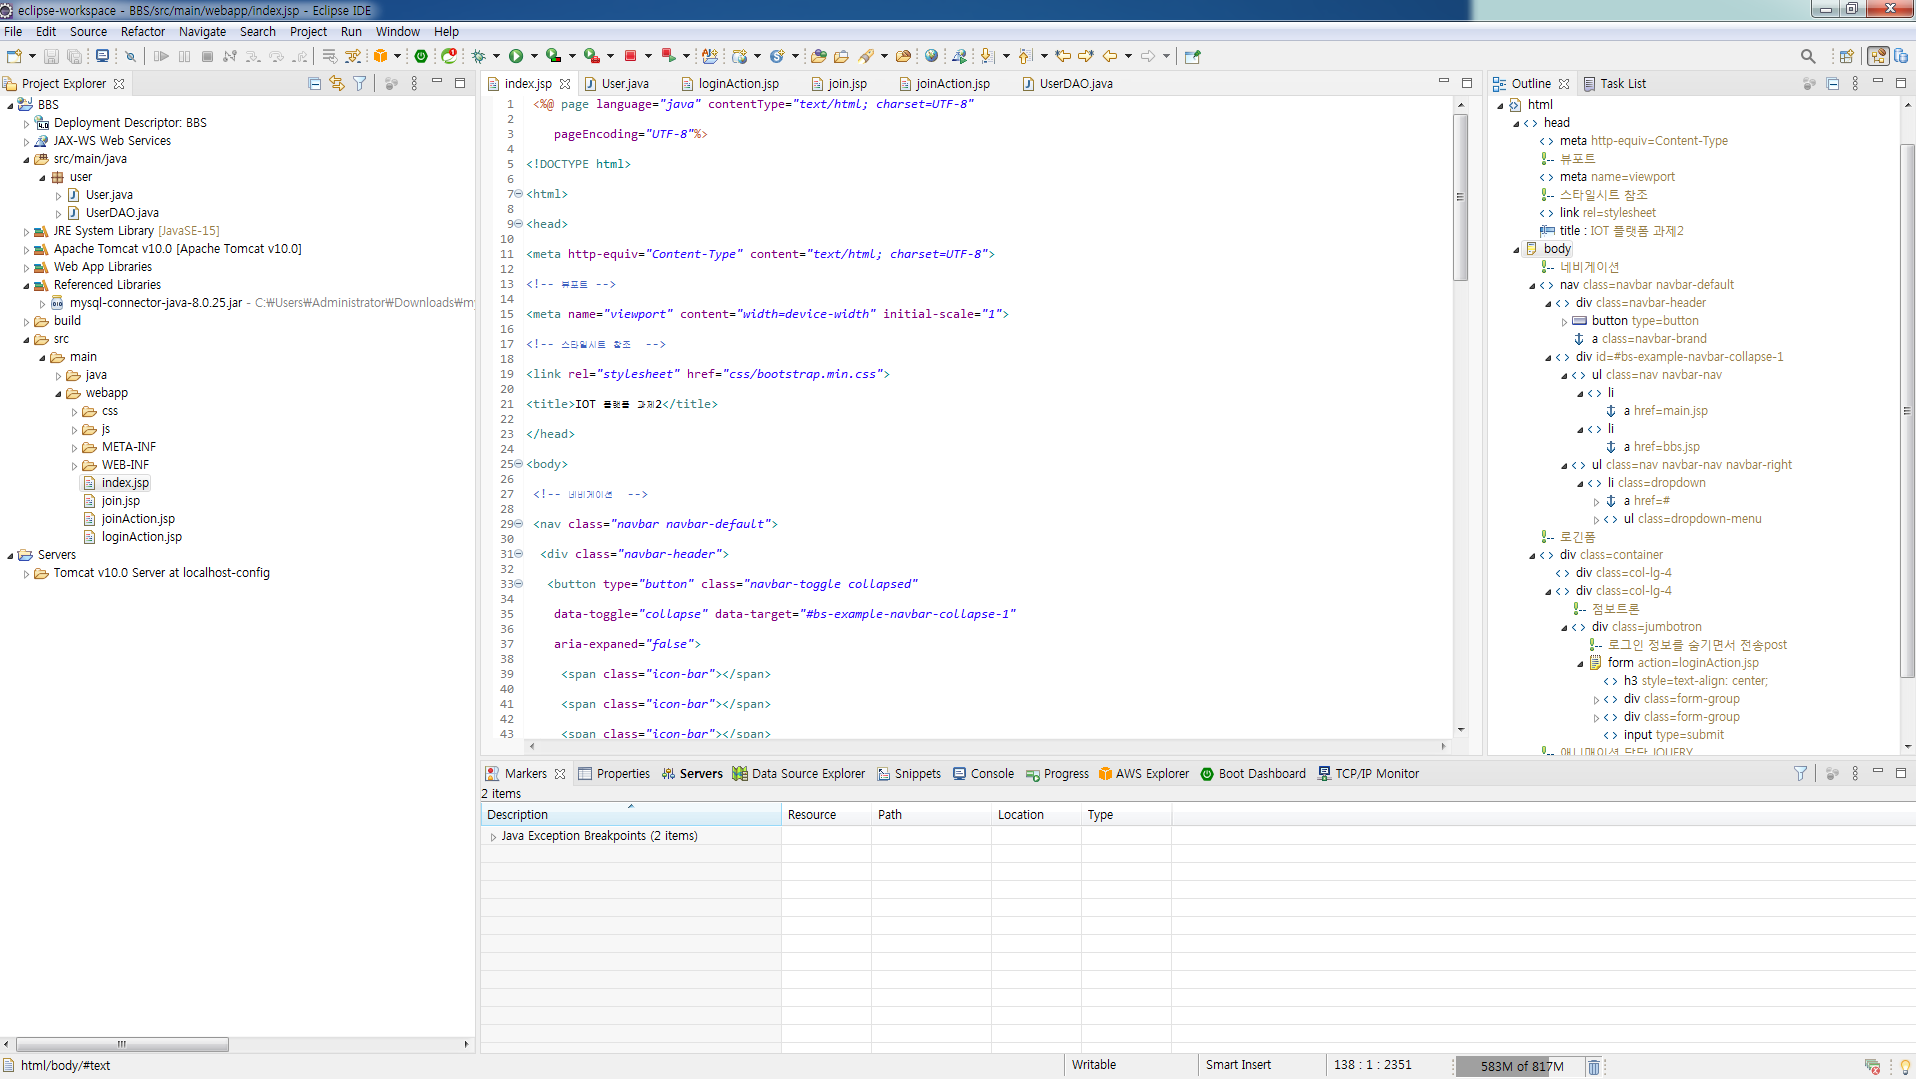 eclipse-workspace - BBS/src/main/webapp/index.jsp - Eclipse IDE
File Edit Source Refactor Navigate Search Project Run Window Help
Project Explorer
BBS
Deployment Descriptor: BBS
JAX-WS Web Services
src/main/java
user
User.java
UserDAO.java
JRE System Library [JavaSE-15]
Apache Tomcat v10.0 [Apache Tomcat v10.0]
Web App Libraries
Referenced Libraries
mysql-connector-java-8.0.25.jar - C:₩Users₩Administrator₩Downloads₩my
build
src
main
java
webapp
css
js
META-INF
WEB-INF
index.jsp
join.jsp
joinAction.jsp
loginAction.jsp
Servers
Tomcat v10.0 Server at localhost-config
index.jsp User.java loginAction.jsp join.jsp joinAction.jsp UserDAO.java
1 <%@ page language="java" contentType="text/html; charset=UTF-8"
2
3 pageEncoding="UTF-8"%>
4
5 <!DOCTYPE html>
6
7 <html>
8
9 <head>
10
11 <meta http-equiv="Content-Type" content="text/html; charset=UTF-8">
12
13 <!-- 뷰포트 -->
14
15 <meta name="viewport" content="width=device-width" initial-scale="1">
16
17 <!-- 스타일시트 참조  -->
18
19 <link rel="stylesheet" href="css/bootstrap.min.css">
20
21 <title>IOT 플랫폼 과제2</title>
22
23 </head>
24
25 <body>
26
27 <!-- 네비게이션  -->
28
29 <nav class="navbar navbar-default">
30
31 <div class="navbar-header">
32
33 <button type="button" class="navbar-toggle collapsed"
34
35 data-toggle="collapse" data-target="#bs-example-navbar-collapse-1"
36
37 aria-expaned="false">
38
39 <span class="icon-bar"></span>
40
41 <span class="icon-bar"></span>
42
43 <span class="icon-bar"></span>
Outline Task List
html
head
meta http-equiv=Content-Type
뷰포트
meta name=viewport
스타일시트 참조
link rel=stylesheet
title : IOT 플랫폼 과제2
body
네비게이션
nav class=navbar navbar-default
div class=navbar-header
button type=button
a class=navbar-brand
div id=#bs-example-navbar-collapse-1
ul class=nav navbar-nav
li
a href=main.jsp
li
a href=bbs.jsp
ul class=nav navbar-nav navbar-right
li class=dropdown
a href=#
ul class=dropdown-menu
로긴폼
div class=container
div class=col-lg-4
div class=col-lg-4
점보트론
div class=jumbotron
로그인 정보를 숨기면서 전송post
form action=loginAction.jsp
h3 style=text-align: center;
div class=form-group
div class=form-group
input type=submit
애니매이션 담당 JQUERY
Markers Properties Servers Data Source Explorer Snippets Console Progress AWS Explorer Boot Dashboard TCP/IP Monitor
2 items
Description Resource Path Location Type
Java Exception Breakpoints (2 items)
html/body/#text Writable Smart Insert 138 : 1 : 2351 583M of 817M